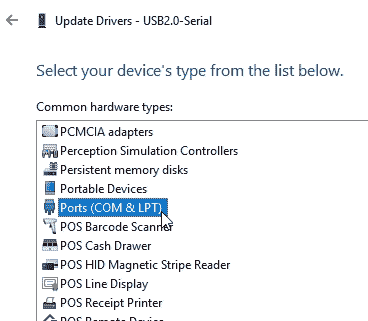 Update Drivers - USB2.0-Serial
Select your device's type from the list below.
Common hardware types:
PCMCIA adapters
Perception Simulation Controllers
Persistent memory disks
Portable Devices
Ports (COM & LPT)
POS Barcode Scanner
POS Cash Drawer
POS HID Magnetic Stripe Reader
POS Line Display
POS Receipt Printer
POS Remote Device